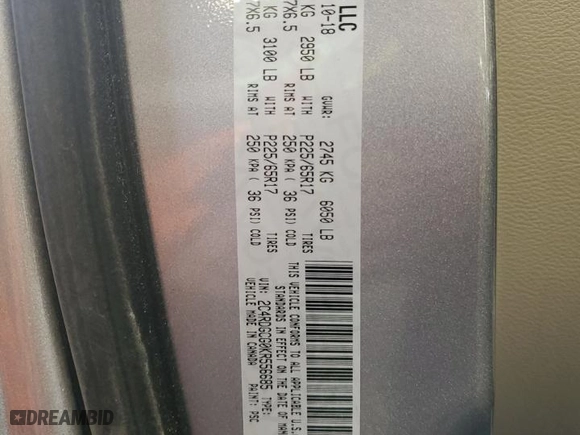 LLC
10-18 GVWR: 2745 KG 6050 LB
KG 2950 LB WITH P225/65R17 TIRES
7X6.5 RIMS AT 250 KPA ( 36 PSI) COLD
KG 3100 LB WITH P225/65R17 TIRES
7X6.5 RIMS AT 250 KPA ( 36 PSI) COLD
THIS VEHICLE CONFORMS TO ALL APPLICABLE U.S.
STANDARDS IN EFFECT ON THE DATE OF
VIN: 2C4RDGCG0KR556685 TYPE:
VEHICLE MADE IN CANADA PAINT: PSC
DREAMBID